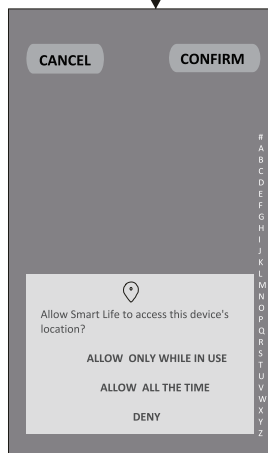 CANCEL
CONFIRM
#
A
B
C
D
E
F
G
H
I
J
K
L
M
N
O
P
Q
R
S
T
U
V
W
X
Y
Z
Allow Smart Life to access this device's
location?
ALLOW ONLY WHILE IN USE
ALLOW ALL THE TIME
DENY